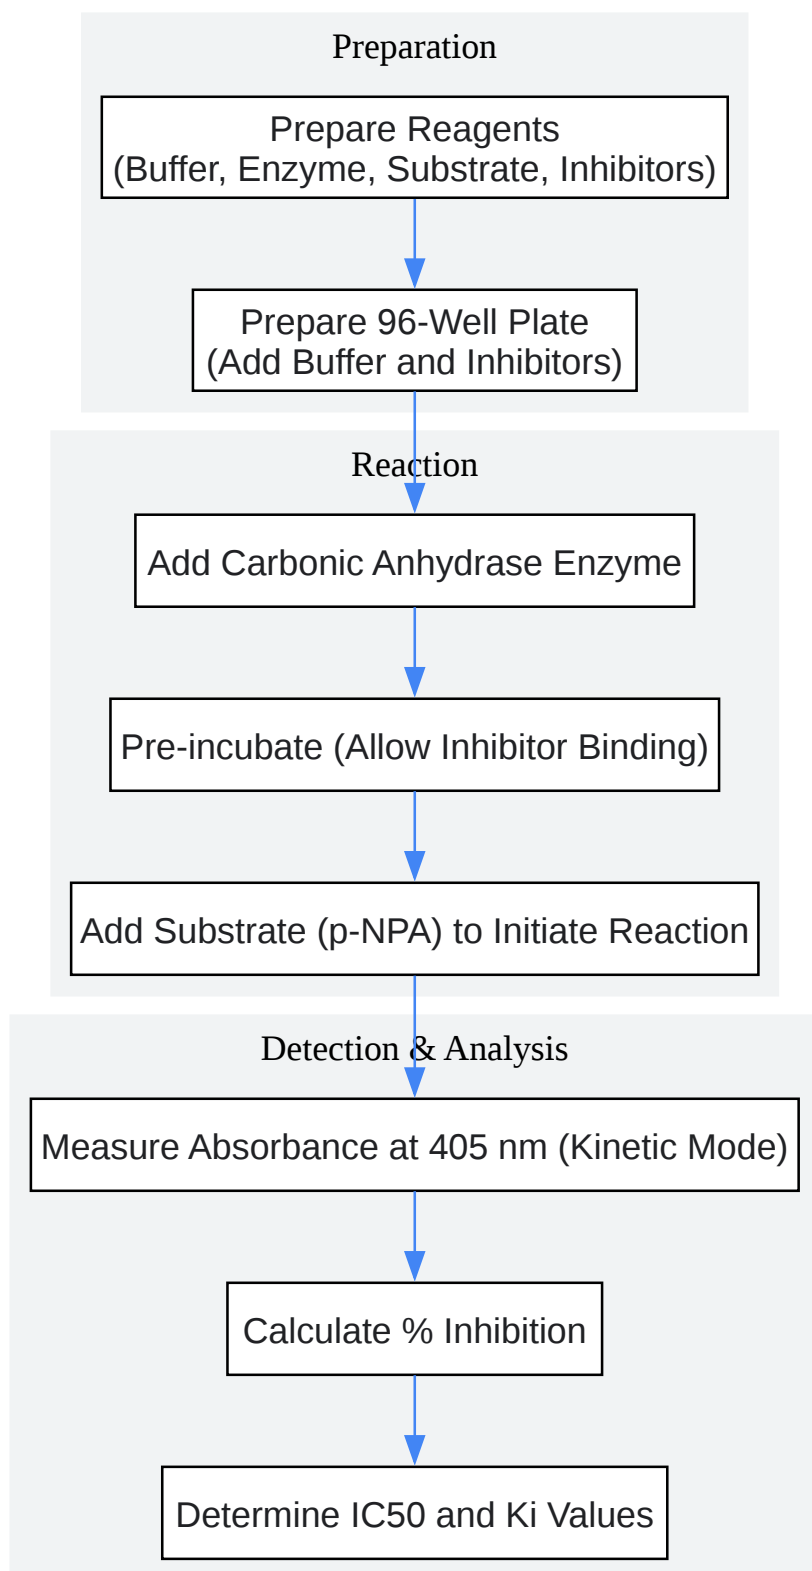 Preparation
Prepare Reagents
(Buffer, Enzyme, Substrate, Inhibitors)
Prepare 96-Well Plate
(Add Buffer and Inhibitors)
Reaction
Add Carbonic Anhydrase Enzyme
Pre-incubate (Allow Inhibitor Binding)
Add Substrate (p-NPA) to Initiate Reaction
Detection & Analysis
Measure Absorbance at 405 nm (Kinetic Mode)
Calculate % Inhibition
Determine IC50 and Ki Values